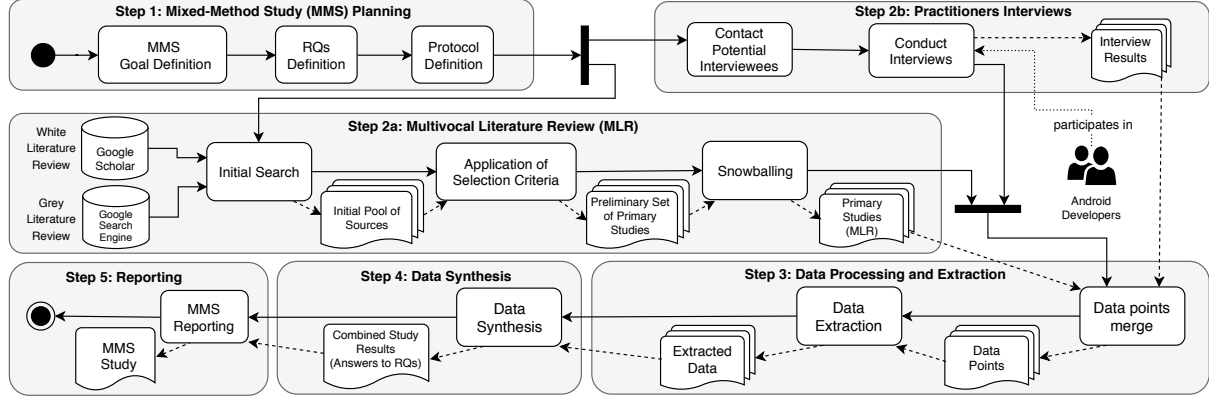 Step 1: Mixed-Method Study (MMS) Planning
MMS
Goal Definition
RQs
Definition
Protocol
Definition
Step 2b: Practitioners Interviews
Contact
Potential
Interviewees
Conduct
Interviews
Interview
Results
participates in
Android
Developers
Step 2a: Multivocal Literature Review (MLR)
White
Literature
Review
Google
Scholar
Grey
Literature
Review
Google
Search
Engine
Initial Search
Initial Pool of
Sources
Application of
Selection Criteria
Preliminary Set
of Primary
Studies
Snowballing
Primary
Studies
(MLR)
Step 5: Reporting
MMS
Reporting
MMS
Study
Step 4: Data Synthesis
Data
Synthesis
Combined Study
Results
(Answers to RQs)
Step 3: Data Processing and Extraction
Data
Extraction
Extracted
Data
Data points
merge
Data
Points